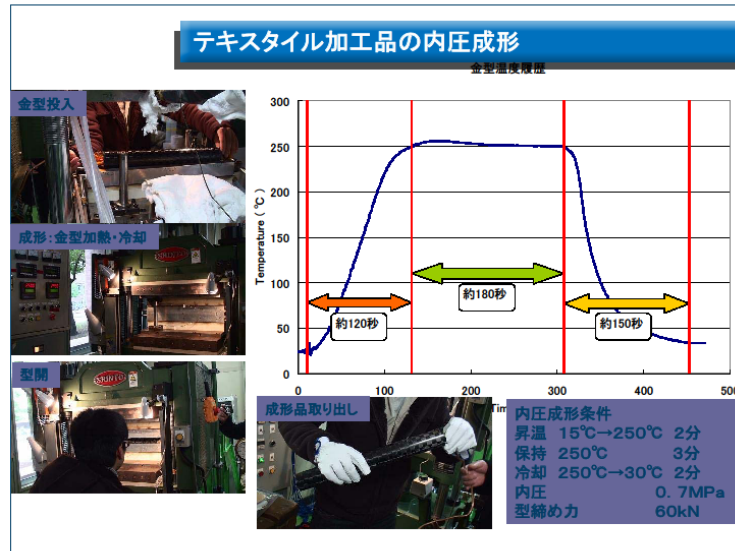 テキスタイル加工品の内圧成形
金型温度履歴
金型投入
成形:金型加熱・冷却
型開
300
250
200
150
100
50
0
Temperature(℃)
約120秒
約180秒
約150秒
0
100
200
300
400
500
Tim
成形品取り出し
内圧成形条件
昇温 15℃→250℃ 2分
保持 250℃ 3分
冷却 250℃→30℃ 2分
内圧 0.7MPa
型締め力 60kN